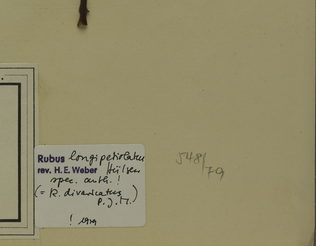 Rubus longipetiolatus
rev. H. E. Weber Hülsen
spec. auth. !
(= R. divaricatus
P. J. M.)
! 1979
548/
79